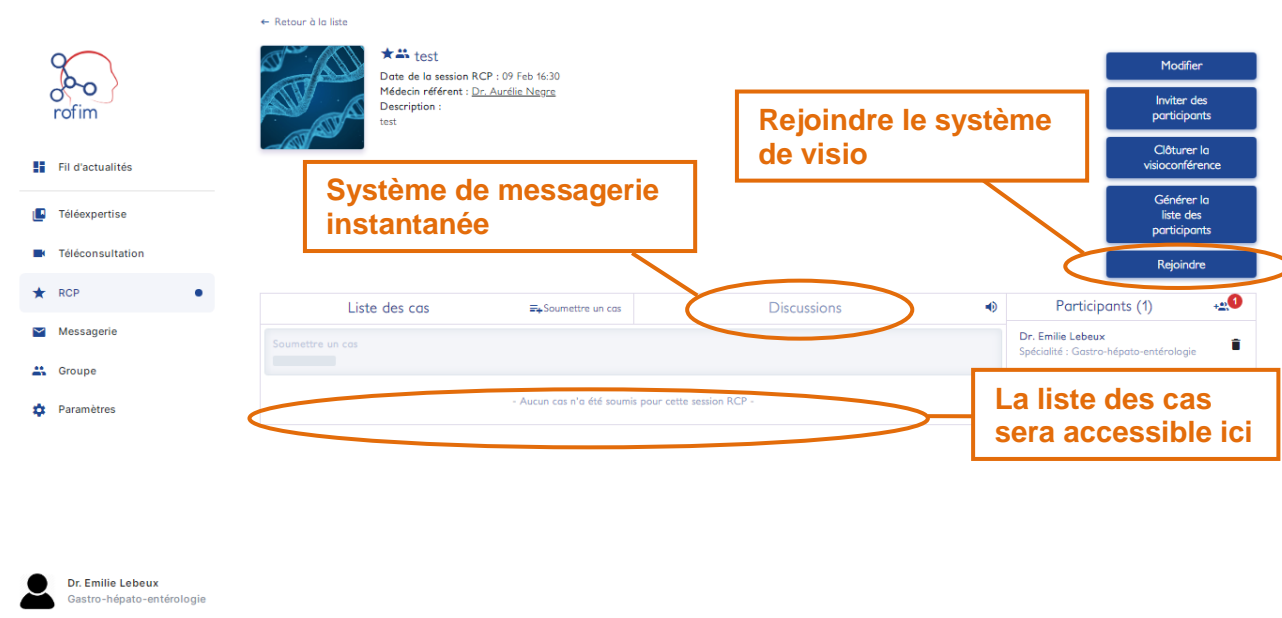 ← Retour à la liste
rofim
test
Date de la session RCP : 09 Feb 16:30
Médecin référent : Dr. Aurélie Negre
Description :
test
Modifier
Inviter des
participants
Clôturer la
visioconférence
Générer la
liste des
participants
Rejoindre
Rejoindre le système
de visio
Système de messagerie
instantanée
Fil d'actualités
Téléexpertise
Téléconsultation
RCP
Messagerie
Groupe
Paramètres
Liste des cas
Soumettre un cas
Discussions
Participants (1)
1
Soumettre un cas
Dr. Emilie Lebeux
Spécialité : Gastro-hépato-entérologie
- Aucun cas n'a été soumis pour cette session RCP -
La liste des cas
sera accessible ici
Dr. Emilie Lebeux
Gastro-hépato-entérologie